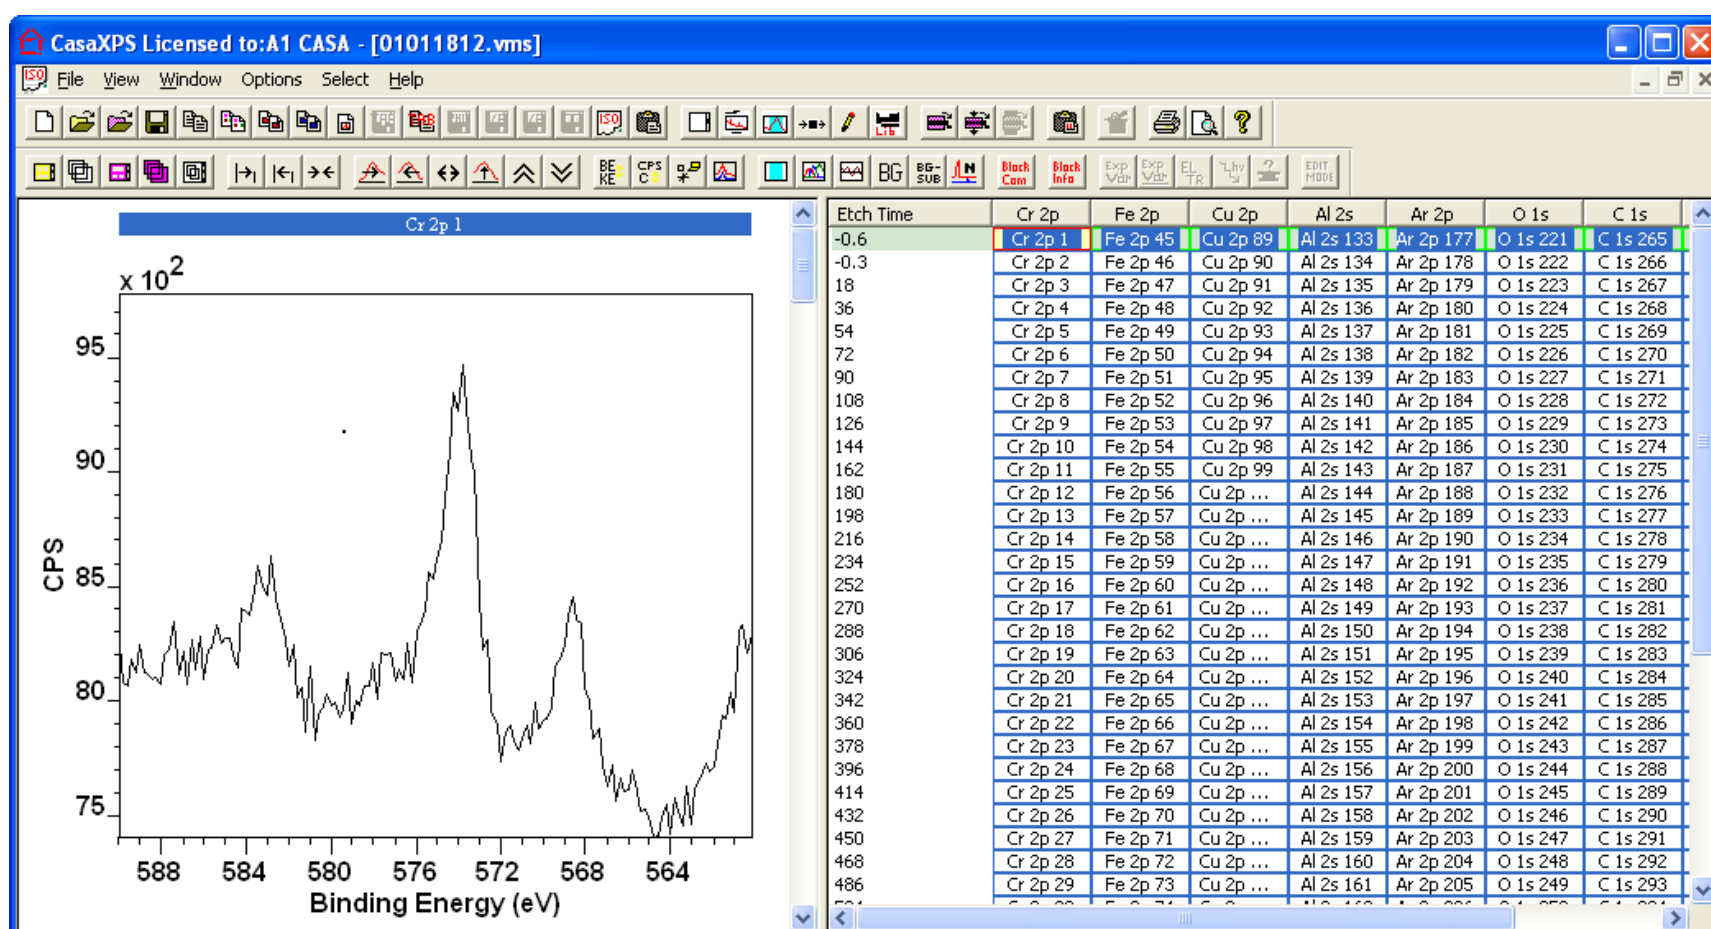 CasaXPS Licensed to:A1 CASA - [01011812.vms]
File View Window Options Select Help
BE KE CPS C BG BG-SUB N Block Com Block Info Exp Var Exp Var EL TR hv ? EDIT MODE
Cr 2p 1
x 10²
95
90
85
80
75
CPS
588 584 580 576 572 568 564
Binding Energy (eV)
Etch Time Cr 2p Fe 2p Cu 2p Al 2s Ar 2p O 1s C 1s
-0.6 Cr 2p 1 Fe 2p 45 Cu 2p 89 Al 2s 133 Ar 2p 177 O 1s 221 C 1s 265
-0.3 Cr 2p 2 Fe 2p 46 Cu 2p 90 Al 2s 134 Ar 2p 178 O 1s 222 C 1s 266
18 Cr 2p 3 Fe 2p 47 Cu 2p 91 Al 2s 135 Ar 2p 179 O 1s 223 C 1s 267
36 Cr 2p 4 Fe 2p 48 Cu 2p 92 Al 2s 136 Ar 2p 180 O 1s 224 C 1s 268
54 Cr 2p 5 Fe 2p 49 Cu 2p 93 Al 2s 137 Ar 2p 181 O 1s 225 C 1s 269
72 Cr 2p 6 Fe 2p 50 Cu 2p 94 Al 2s 138 Ar 2p 182 O 1s 226 C 1s 270
90 Cr 2p 7 Fe 2p 51 Cu 2p 95 Al 2s 139 Ar 2p 183 O 1s 227 C 1s 271
108 Cr 2p 8 Fe 2p 52 Cu 2p 96 Al 2s 140 Ar 2p 184 O 1s 228 C 1s 272
126 Cr 2p 9 Fe 2p 53 Cu 2p 97 Al 2s 141 Ar 2p 185 O 1s 229 C 1s 273
144 Cr 2p 10 Fe 2p 54 Cu 2p 98 Al 2s 142 Ar 2p 186 O 1s 230 C 1s 274
162 Cr 2p 11 Fe 2p 55 Cu 2p 99 Al 2s 143 Ar 2p 187 O 1s 231 C 1s 275
180 Cr 2p 12 Fe 2p 56 Cu 2p ... Al 2s 144 Ar 2p 188 O 1s 232 C 1s 276
198 Cr 2p 13 Fe 2p 57 Cu 2p ... Al 2s 145 Ar 2p 189 O 1s 233 C 1s 277
216 Cr 2p 14 Fe 2p 58 Cu 2p ... Al 2s 146 Ar 2p 190 O 1s 234 C 1s 278
234 Cr 2p 15 Fe 2p 59 Cu 2p ... Al 2s 147 Ar 2p 191 O 1s 235 C 1s 279
252 Cr 2p 16 Fe 2p 60 Cu 2p ... Al 2s 148 Ar 2p 192 O 1s 236 C 1s 280
270 Cr 2p 17 Fe 2p 61 Cu 2p ... Al 2s 149 Ar 2p 193 O 1s 237 C 1s 281
288 Cr 2p 18 Fe 2p 62 Cu 2p ... Al 2s 150 Ar 2p 194 O 1s 238 C 1s 282
306 Cr 2p 19 Fe 2p 63 Cu 2p ... Al 2s 151 Ar 2p 195 O 1s 239 C 1s 283
324 Cr 2p 20 Fe 2p 64 Cu 2p ... Al 2s 152 Ar 2p 196 O 1s 240 C 1s 284
342 Cr 2p 21 Fe 2p 65 Cu 2p ... Al 2s 153 Ar 2p 197 O 1s 241 C 1s 285
360 Cr 2p 22 Fe 2p 66 Cu 2p ... Al 2s 154 Ar 2p 198 O 1s 242 C 1s 286
378 Cr 2p 23 Fe 2p 67 Cu 2p ... Al 2s 155 Ar 2p 199 O 1s 243 C 1s 287
396 Cr 2p 24 Fe 2p 68 Cu 2p ... Al 2s 156 Ar 2p 200 O 1s 244 C 1s 288
414 Cr 2p 25 Fe 2p 69 Cu 2p ... Al 2s 157 Ar 2p 201 O 1s 245 C 1s 289
432 Cr 2p 26 Fe 2p 70 Cu 2p ... Al 2s 158 Ar 2p 202 O 1s 246 C 1s 290
450 Cr 2p 27 Fe 2p 71 Cu 2p ... Al 2s 159 Ar 2p 203 O 1s 247 C 1s 291
468 Cr 2p 28 Fe 2p 72 Cu 2p ... Al 2s 160 Ar 2p 204 O 1s 248 C 1s 292
486 Cr 2p 29 Fe 2p 73 Cu 2p ... Al 2s 161 Ar 2p 205 O 1s 249 C 1s 293